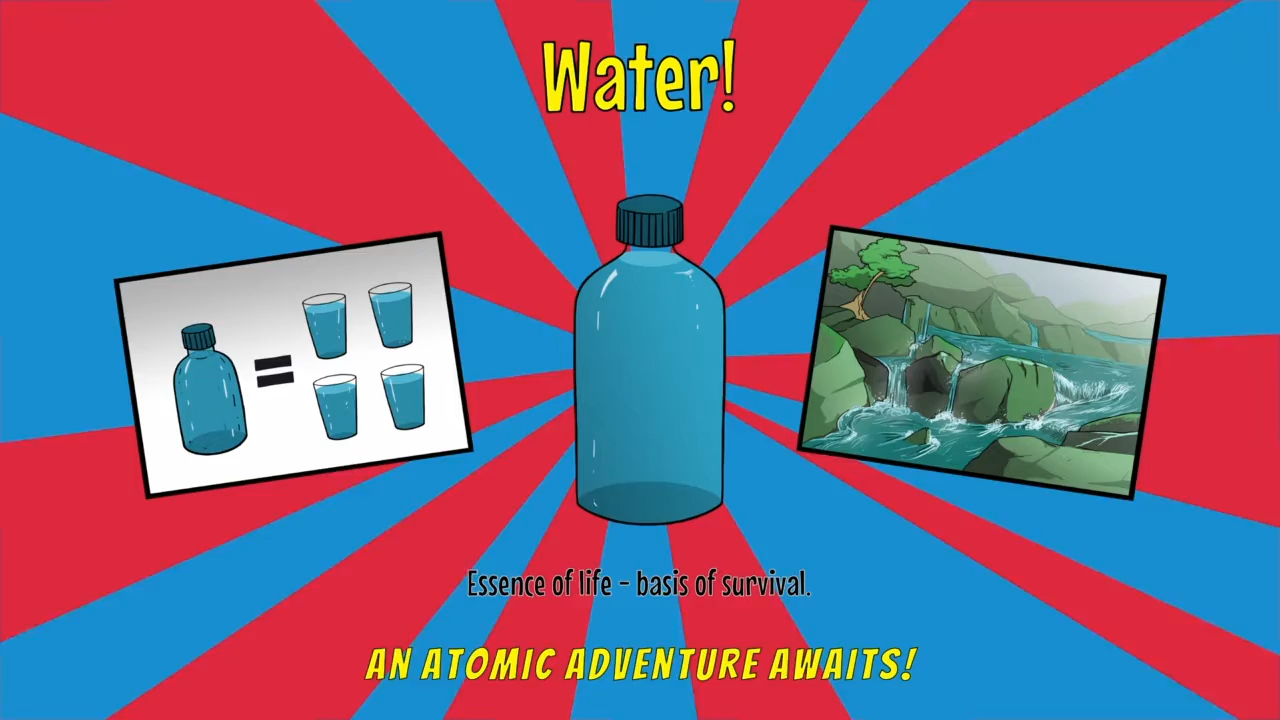 Water!
Essence of life - basis of survival.
AN ATOMIC ADVENTURE AWAITS!